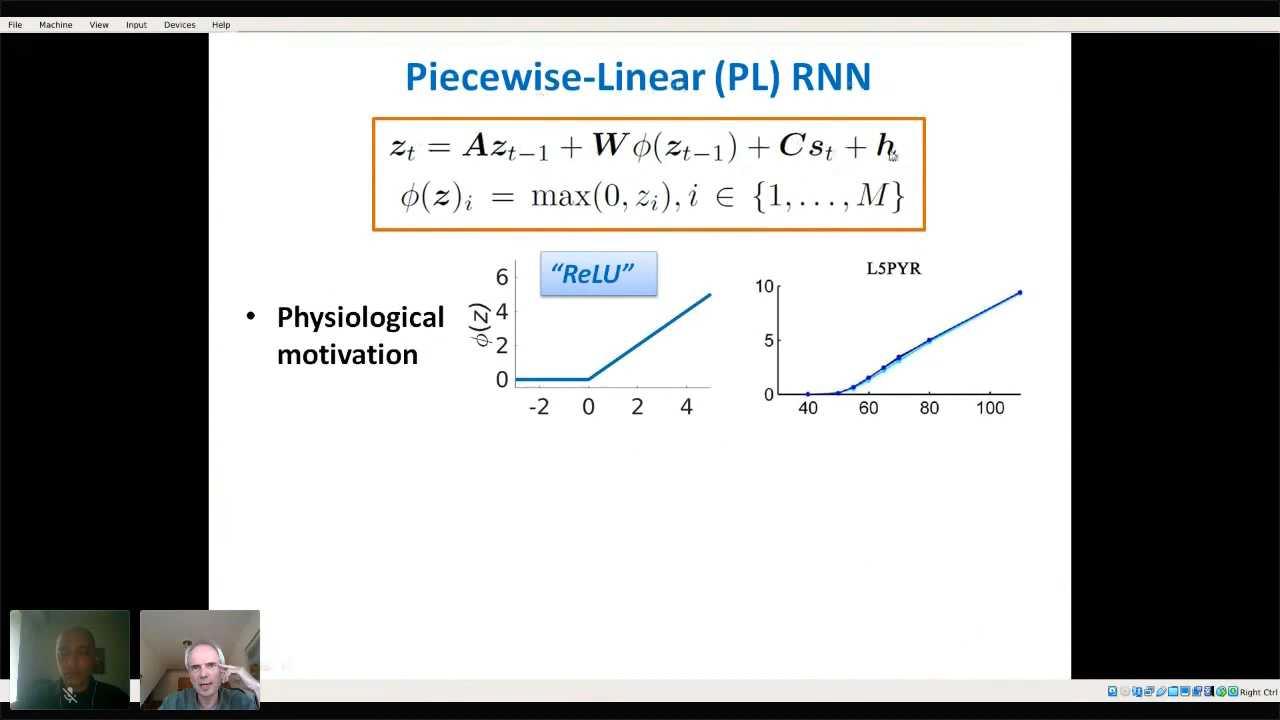 File Machine View Input Devices Help
Piecewise-Linear (PL) RNN
z_t = Az_{t−1} + Wϕ(z_{t−1}) + Cs_t + h
ϕ(z)_i = max(0, z_i), i ∈ {1, . . . , M}
• Physiological
motivation
"ReLU"
ϕ(z)
6
4
2
0
-2 0 2 4
L5PYR
10
5
0
40 60 80 100
Right Ctrl